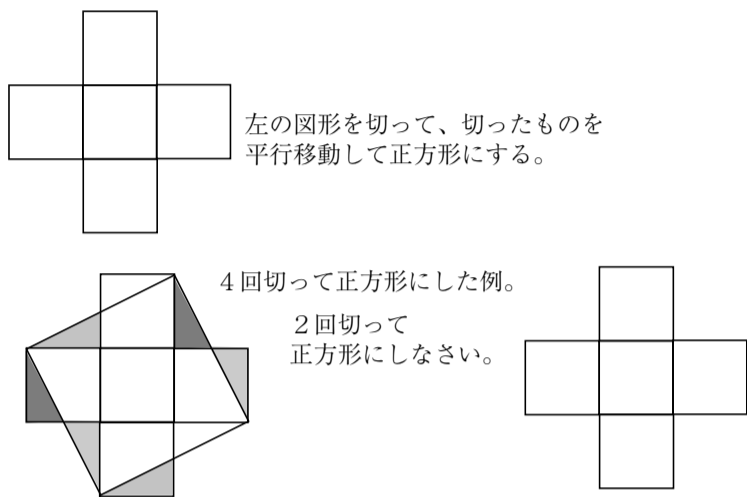 左の図形を切って、切ったものを
平行移動して正方形にする。
４回切って正方形にした例。
２回切って
正方形にしなさい。